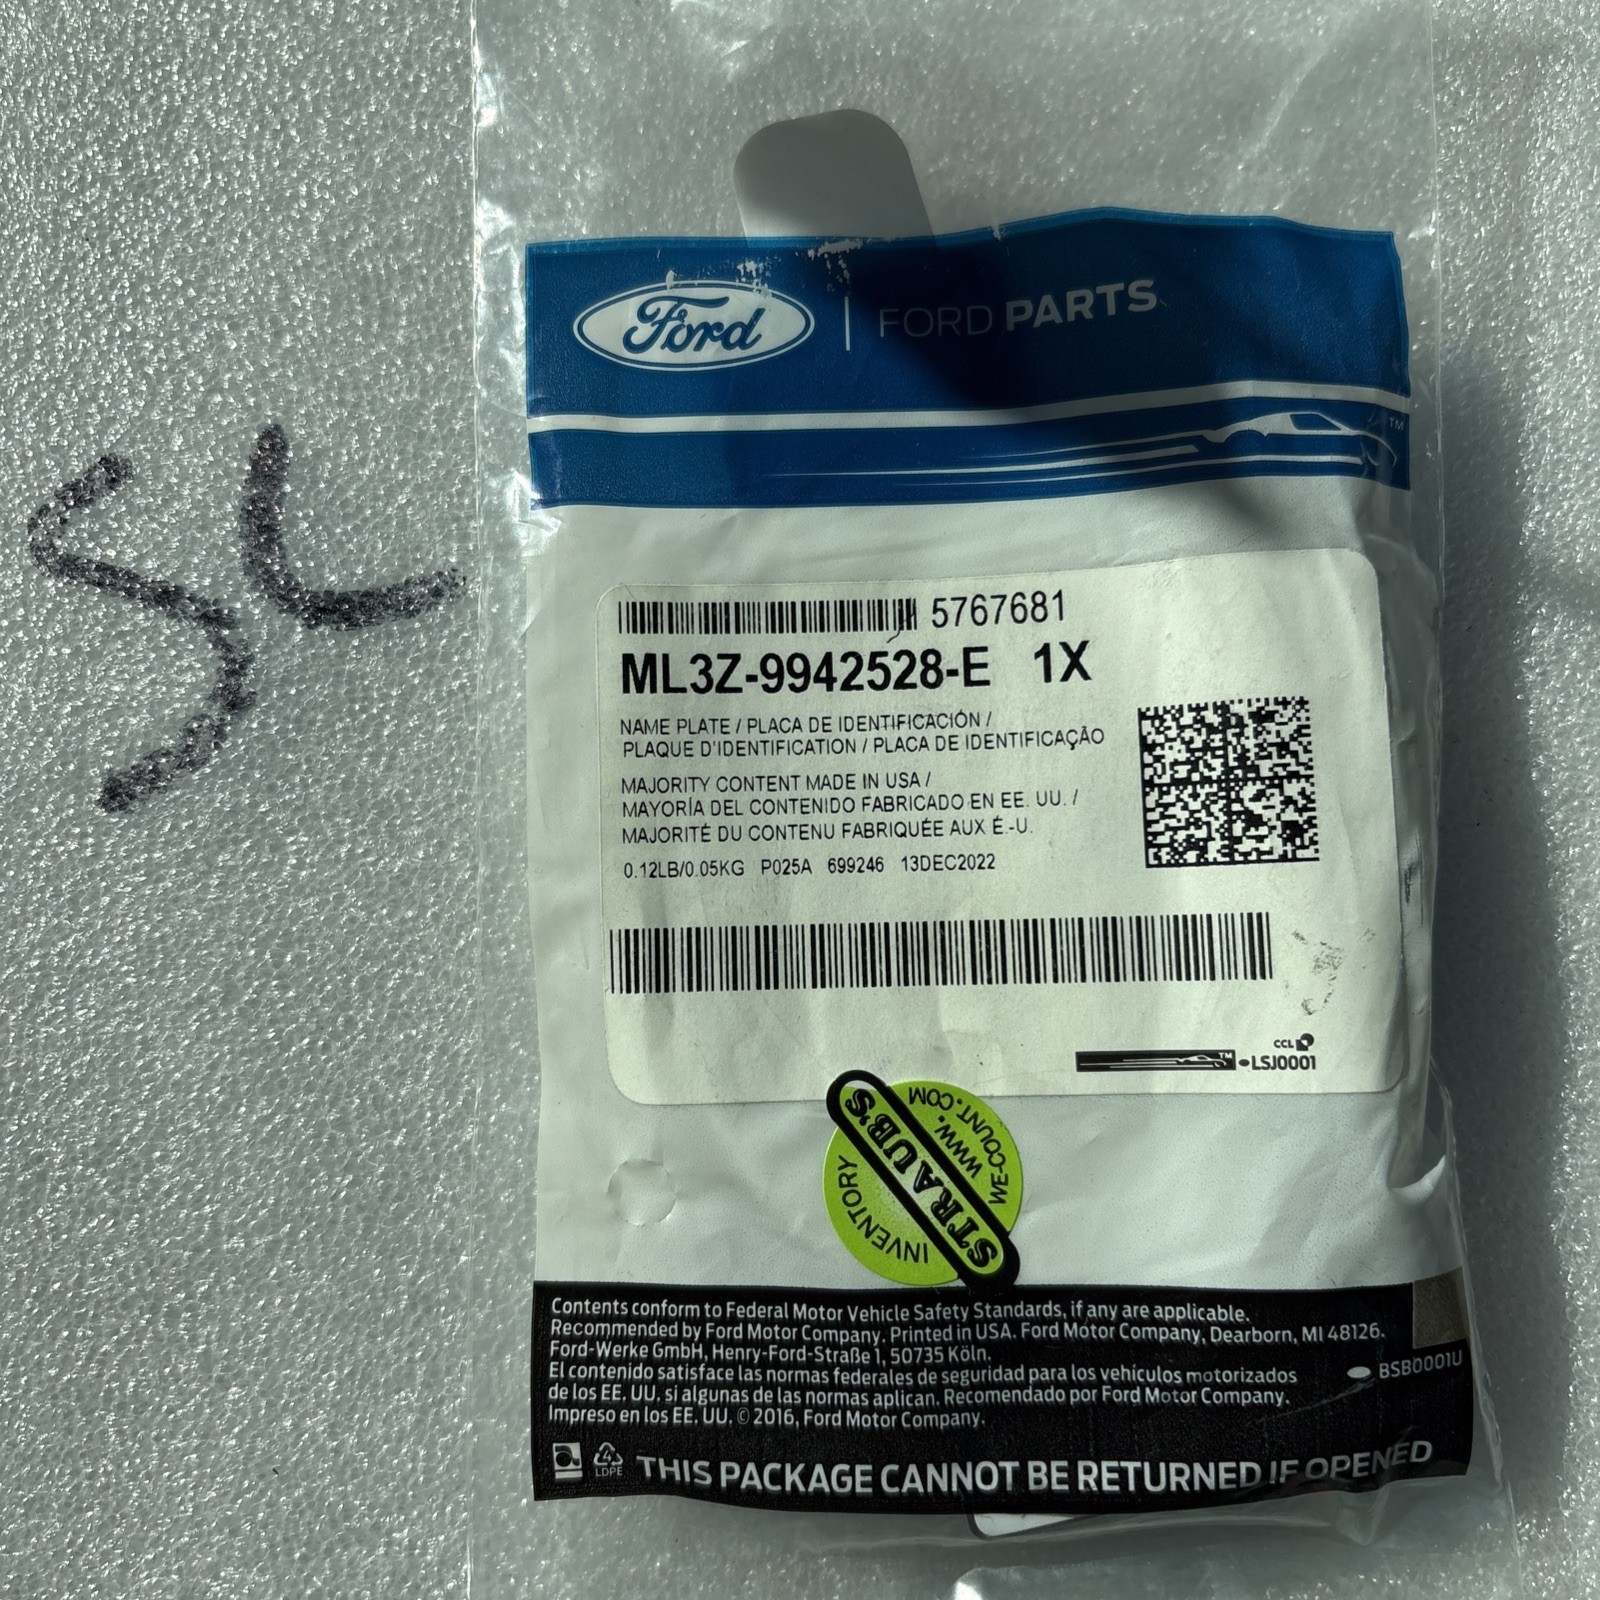 SL
Ford
FORD PARTS
TM
5767681
ML3Z-9942528-E 1X
NAME PLATE / PLACA DE IDENTIFICACIÓN /
PLAQUE D'IDENTIFICATION / PLACA DE IDENTIFICAÇÃO
MAJORITY CONTENT MADE IN USA /
MAYORÍA DEL CONTENIDO FABRICADO EN EE. UU. /
MAJORITÉ DU CONTENU FABRIQUÉE AUX É.-U.
0.12LB/0.05KG P025A 699246 13DEC2022
CCL
TM
•LSJ0001
INVENTORY
STRAUB'S
WWW.
WE-COUNT.COM
Contents conform to Federal Motor Vehicle Safety Standards, if any are applicable.
Recommended by Ford Motor Company. Printed in USA. Ford Motor Company, Dearborn, MI 48126.
Ford-Werke GmbH, Henry-Ford-Straße 1, 50735 Köln.
El contenido satisface las normas federales de seguridad para los vehículos motorizados
de los EE. UU. si algunas de las normas aplican. Recomendado por Ford Motor Company.
Impreso en los EE. UU. © 2016, Ford Motor Company.
BSB0001U
4
LDPE
THIS PACKAGE CANNOT BE RETURNED IF OPENED